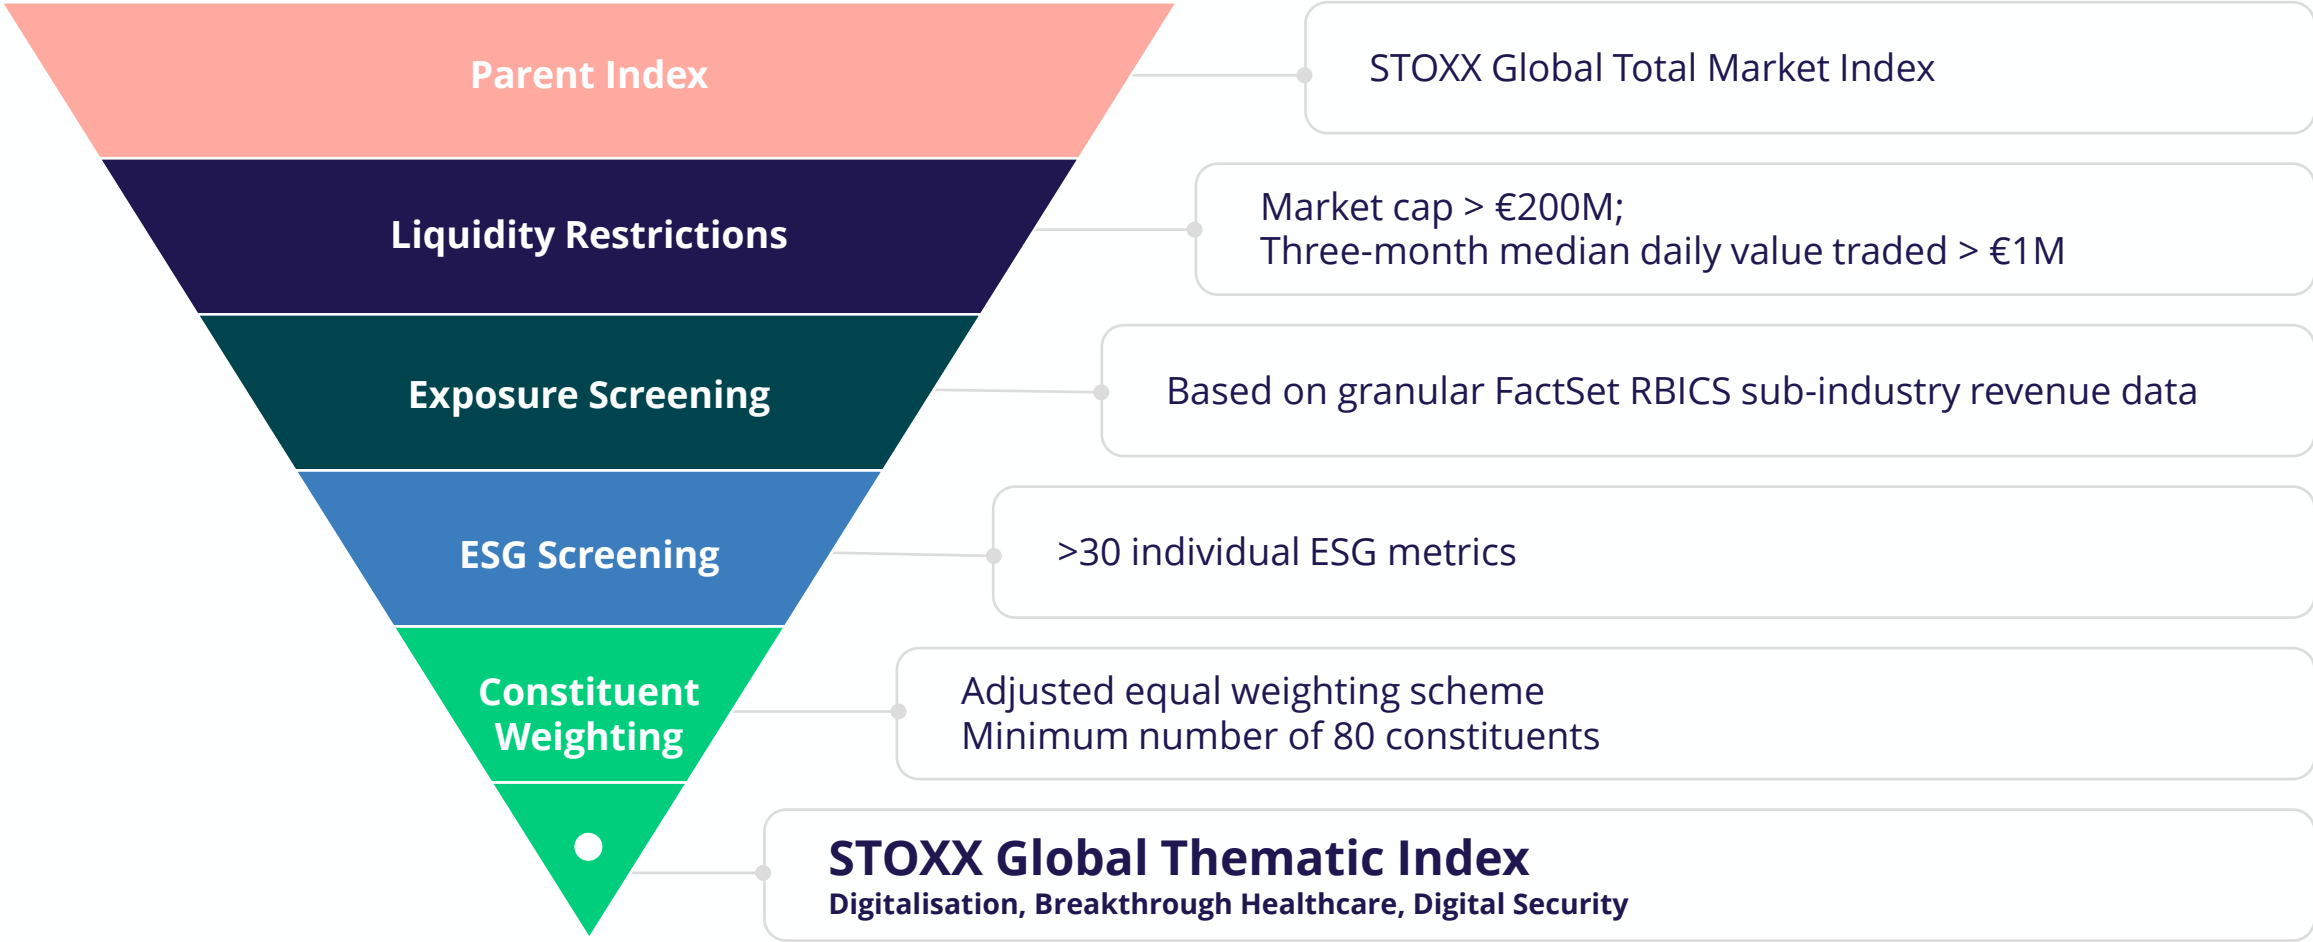 Parent Index
STOXX Global Total Market Index
Liquidity Restrictions
Market cap > €200M;
Three-month median daily value traded > €1M
Exposure Screening
Based on granular FactSet RBICS sub-industry revenue data
ESG Screening
>30 individual ESG metrics
Constituent
Weighting
Adjusted equal weighting scheme
Minimum number of 80 constituents
STOXX Global Thematic Index
Digitalisation, Breakthrough Healthcare, Digital Security